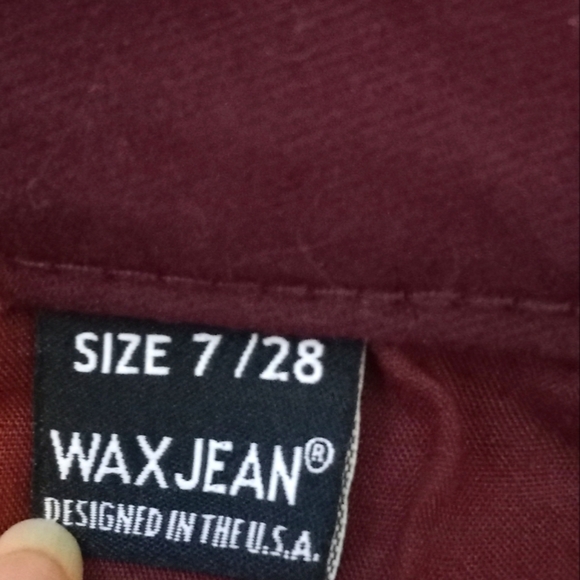 SIZE 7 /28
WAXJEAN®
DESIGNED IN THE U.S.A.